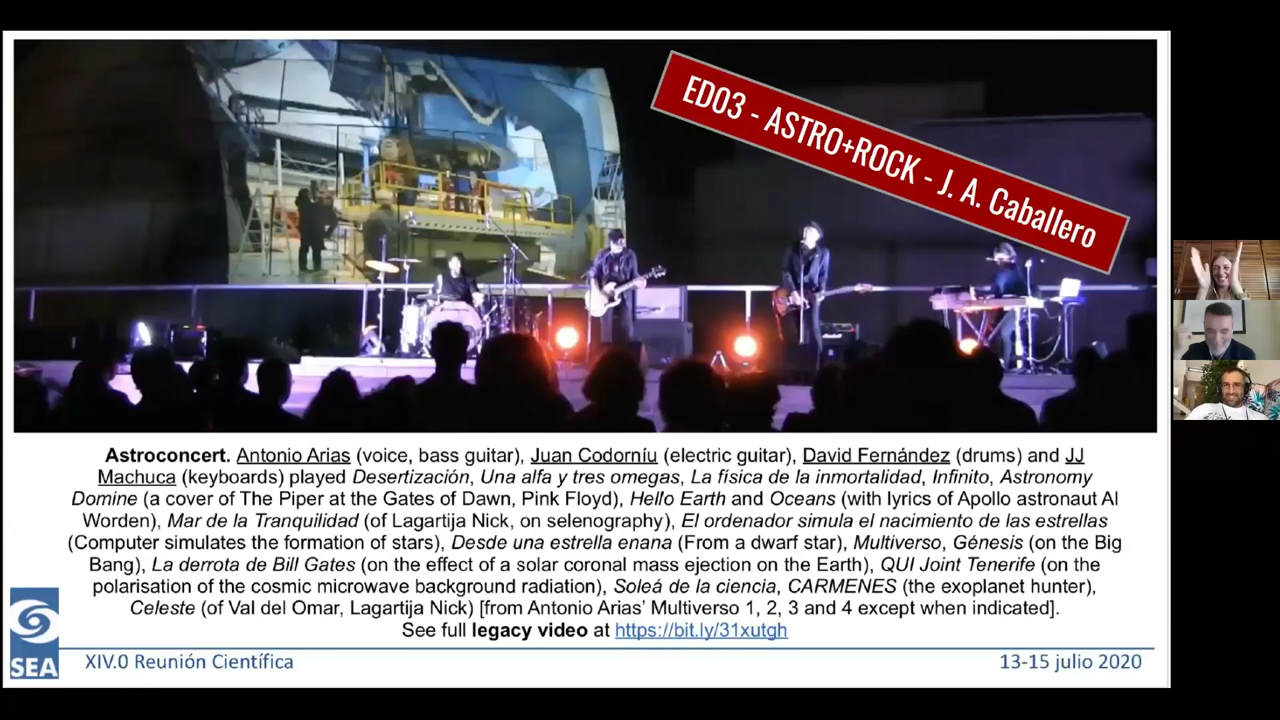 ED03 - ASTRO+ROCK - J. A. Caballero
Astroconcert. Antonio Arias (voice, bass guitar), Juan Codorníu (electric guitar), David Fernández (drums) and JJ
Machuca (keyboards) played Desertización, Una alfa y tres omegas, La física de la inmortalidad, Infinito, Astronomy
Domine (a cover of The Piper at the Gates of Dawn, Pink Floyd), Hello Earth and Oceans (with lyrics of Apollo astronaut Al
Worden), Mar de la Tranquilidad (of Lagartija Nick, on selenography), El ordenador simula el nacimiento de las estrellas
(Computer simulates the formation of stars), Desde una estrella enana (From a dwarf star), Multiverso, Génesis (on the Big
Bang), La derrota de Bill Gates (on the effect of a solar coronal mass ejection on the Earth), QUI Joint Tenerife (on the
polarisation of the cosmic microwave background radiation), Soleá de la ciencia, CARMENES (the exoplanet hunter),
Celeste (of Val del Omar, Lagartija Nick) [from Antonio Arias' Multiverso 1, 2, 3 and 4 except when indicated].
See full legacy video at https://bit.ly/31xutgh
SEA
XIV.0 Reunión Científica
13-15 julio 2020